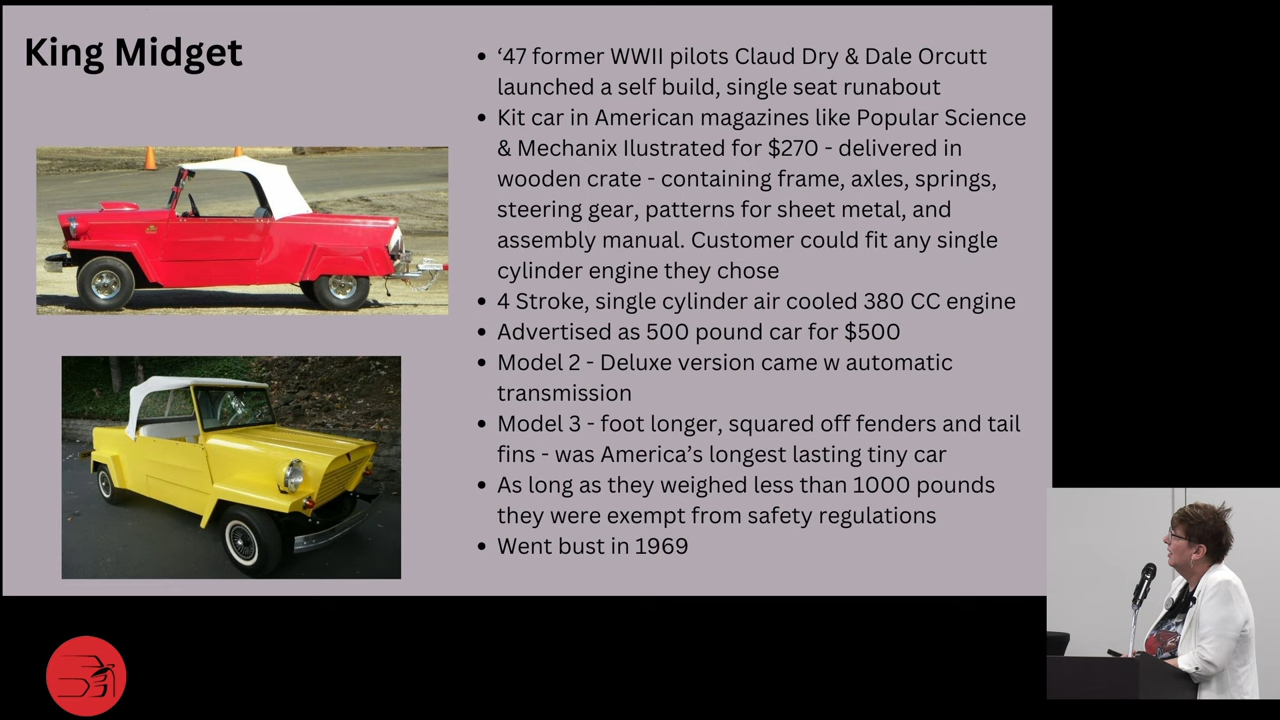 King Midget
‘47 former WWII pilots Claud Dry & Dale Orcutt
launched a self build, single seat runabout
Kit car in American magazines like Popular Science
& Mechanix Ilustrated for $270 - delivered in
wooden crate - containing frame, axles, springs,
steering gear, patterns for sheet metal, and
assembly manual. Customer could fit any single
cylinder engine they chose
4 Stroke, single cylinder air cooled 380 CC engine
Advertised as 500 pound car for $500
Model 2 - Deluxe version came w automatic
transmission
Model 3 - foot longer, squared off fenders and tail
fins - was America’s longest lasting tiny car
As long as they weighed less than 1000 pounds
they were exempt from safety regulations
Went bust in 1969